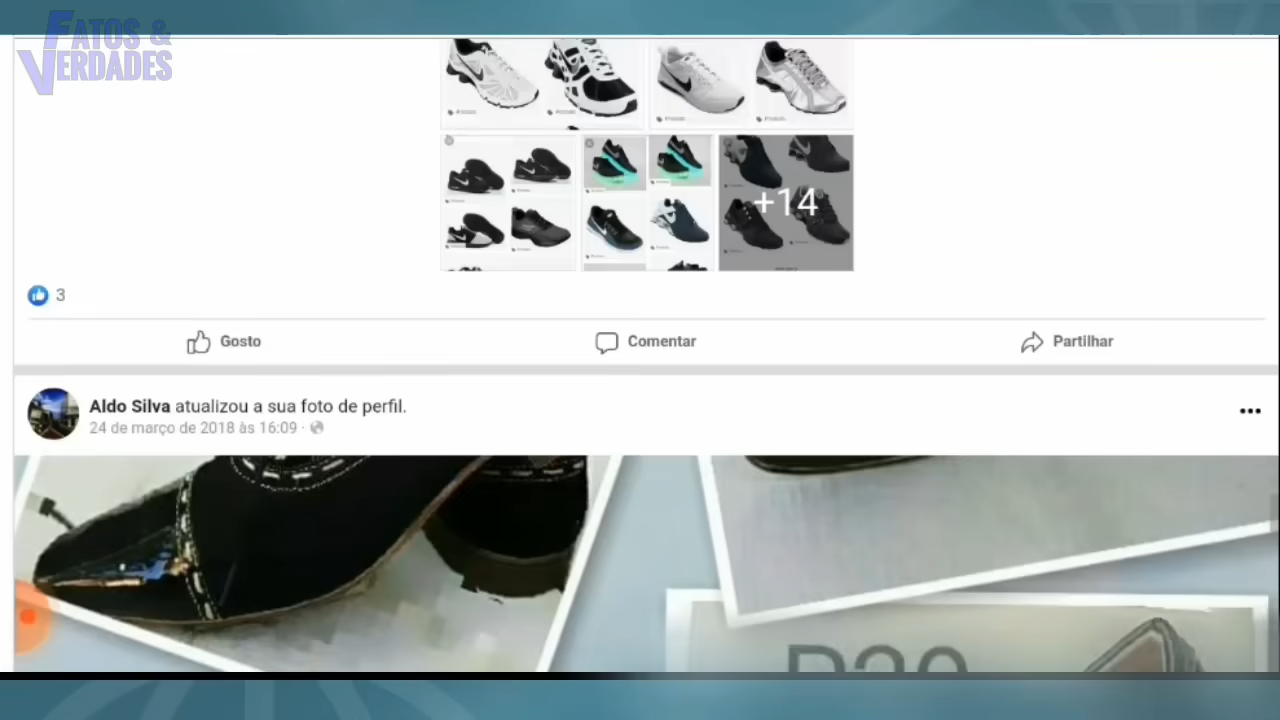 FATOS &
VERDADES
+14
3
Gosto
Comentar
Partilhar
Aldo Silva atualizou a sua foto de perfil.
24 de março de 2018 às 16:09 ·